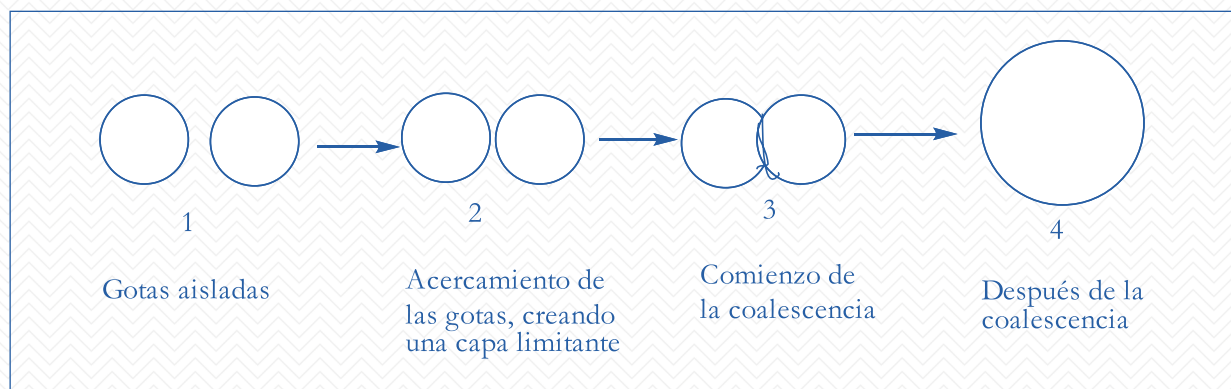 1
Gotas aisladas
2
Acercamiento de
las gotas, creando
una capa limitante
3
Comienzo de
la coalescencia
4
Después de la
coalescencia